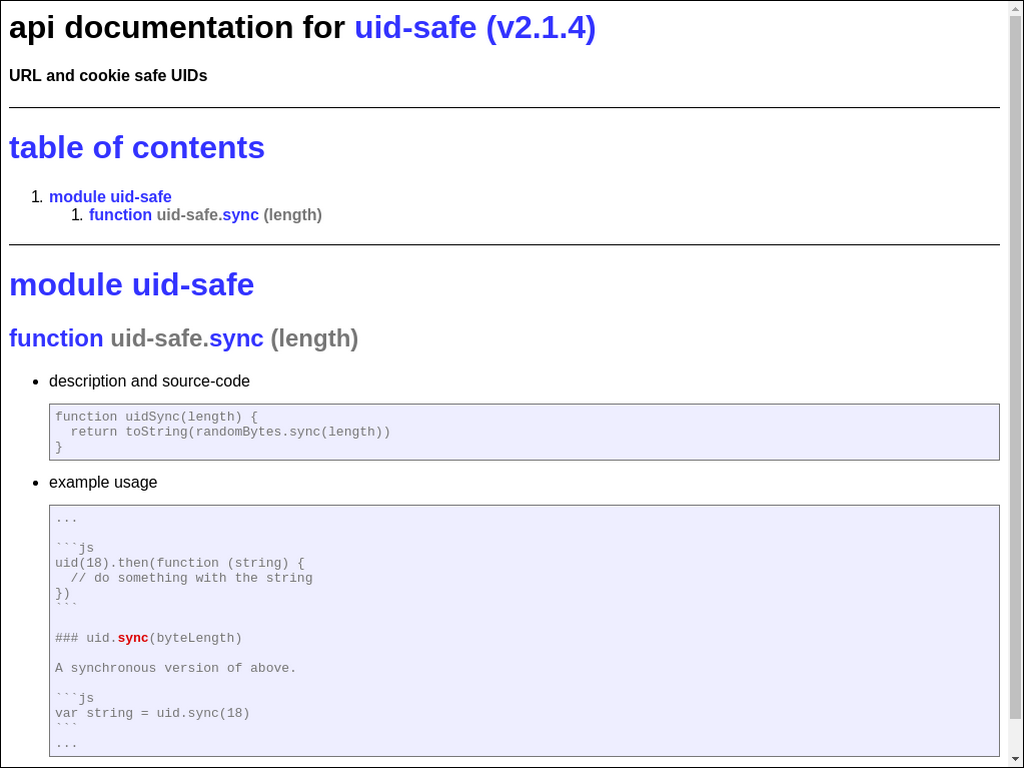 api documentation for uid-safe (v2.1.4)
URL and cookie safe UIDs
table of contents
1. module uid-safe
1. function uid-safe.sync (length)
module uid-safe
function uid-safe.sync (length)
• description and source-code
function uidSync(length) {
  return toString(randomBytes.sync(length))
}
• example usage
...
```js
uid(18).then(function (string) {
  // do something with the string
})
```
### uid.sync(byteLength)
A synchronous version of above.
```js
var string = uid.sync(18)
```
...